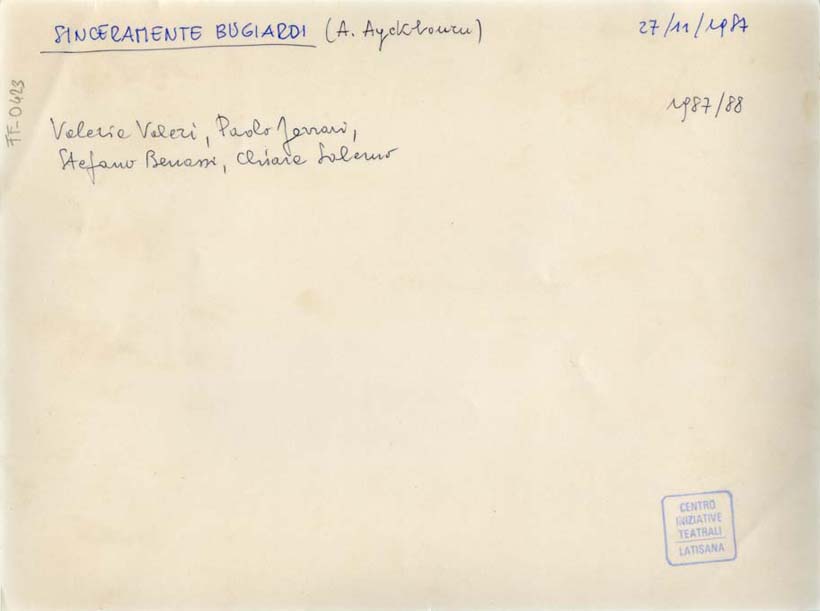 SINCERAMENTE BUGIARDI (A. Ayckbourn)
27/11/1987
1987/88
FF-0423
Valeria Valeri, Paolo Ferrari,
Stefano Benassi, Chiara Salerno
CENTRO
INIZIATIVE
TEATRALI
LATISANA